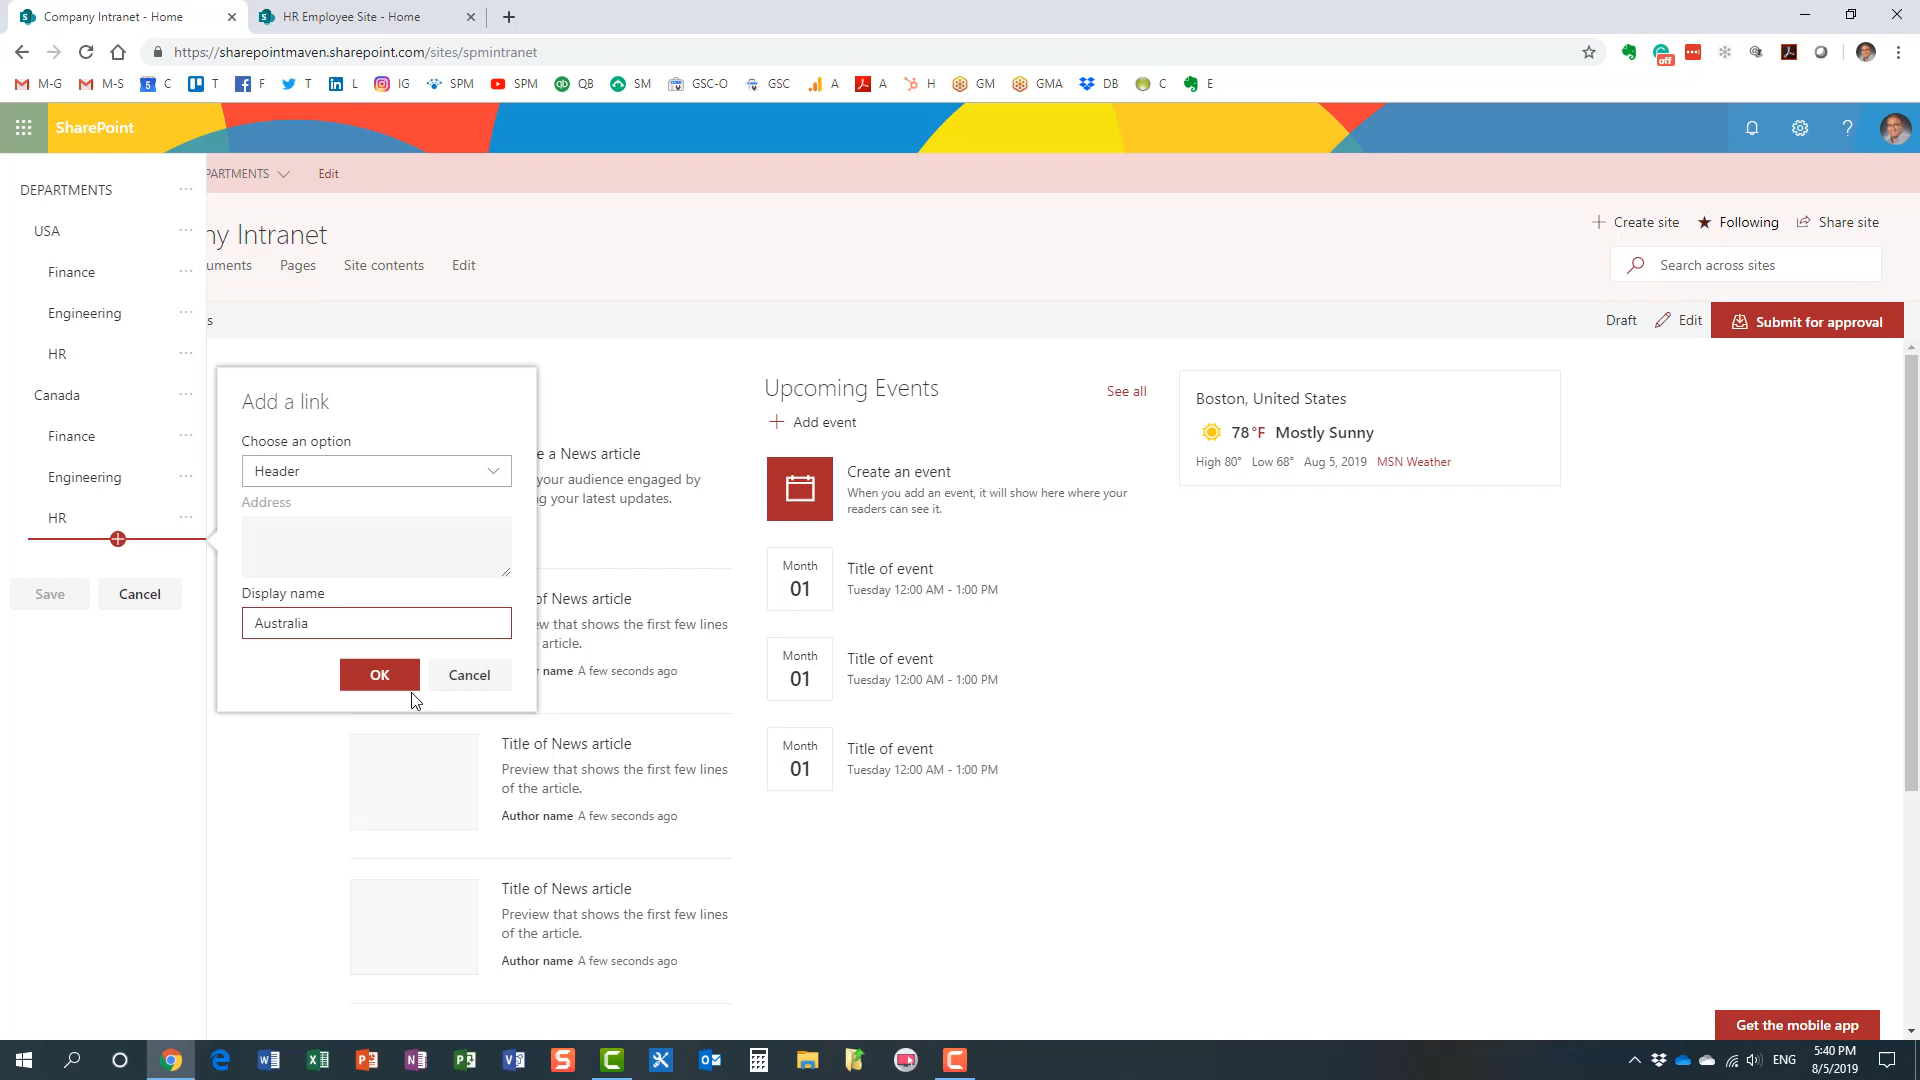 Company Intranet - Home
HR Employee Site - Home
https://sharepointmaven.sharepoint.com/sites/spmintranet
off
M-G M-S C T F T L IG SPM SPM QB SM GSC-O GSC A A H GM GMA DB C E
SharePoint
DEPARTMENTS
USA
Finance
Engineering
HR
Canada
Finance
Engineering
HR
Save Cancel
PARTMENTS Edit
ny Intranet
Create site Following Share site
uments Pages Site contents Edit
Search across sites
s
Draft Edit Submit for approval
Add a link
Choose an option
Header
Address
Display name
Australia
OK Cancel
e a News article
your audience engaged by
ng your latest updates.
of News article
ew that shows the first few lines
article.
r name A few seconds ago
Title of News article
Preview that shows the first few lines
of the article.
Author name A few seconds ago
Title of News article
Preview that shows the first few lines
of the article.
Author name A few seconds ago
Upcoming Events See all
Add event
Create an event
When you add an event, it will show here where your
readers can see it.
Month
01
Title of event
Tuesday 12:00 AM - 1:00 PM
Month
01
Title of event
Tuesday 12:00 AM - 1:00 PM
Month
01
Title of event
Tuesday 12:00 AM - 1:00 PM
Boston, United States
78°F Mostly Sunny
High 80° Low 68° Aug 5, 2019 MSN Weather
Get the mobile app
ENG
5:40 PM
8/5/2019